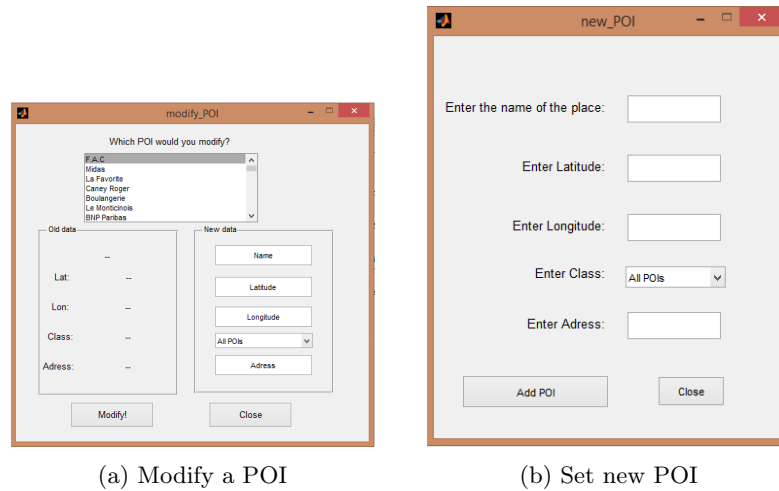 modify_POI
Which POI would you modify?
F.A.C
Midas
La Favorite
Caney Roger
Boulangerie
Le Monticinois
BNP Paribas
Old data
--
Lat: --
Lon: --
Class: --
Adress: --
New data
Name
Latitude
Longitude
All POIs
Adress
Modify!
Close
(a) Modify a POI
new_POI
Enter the name of the place:
Enter Latitude:
Enter Longitude:
Enter Class: All POIs
Enter Adress:
Add POI
Close
(b) Set new POI